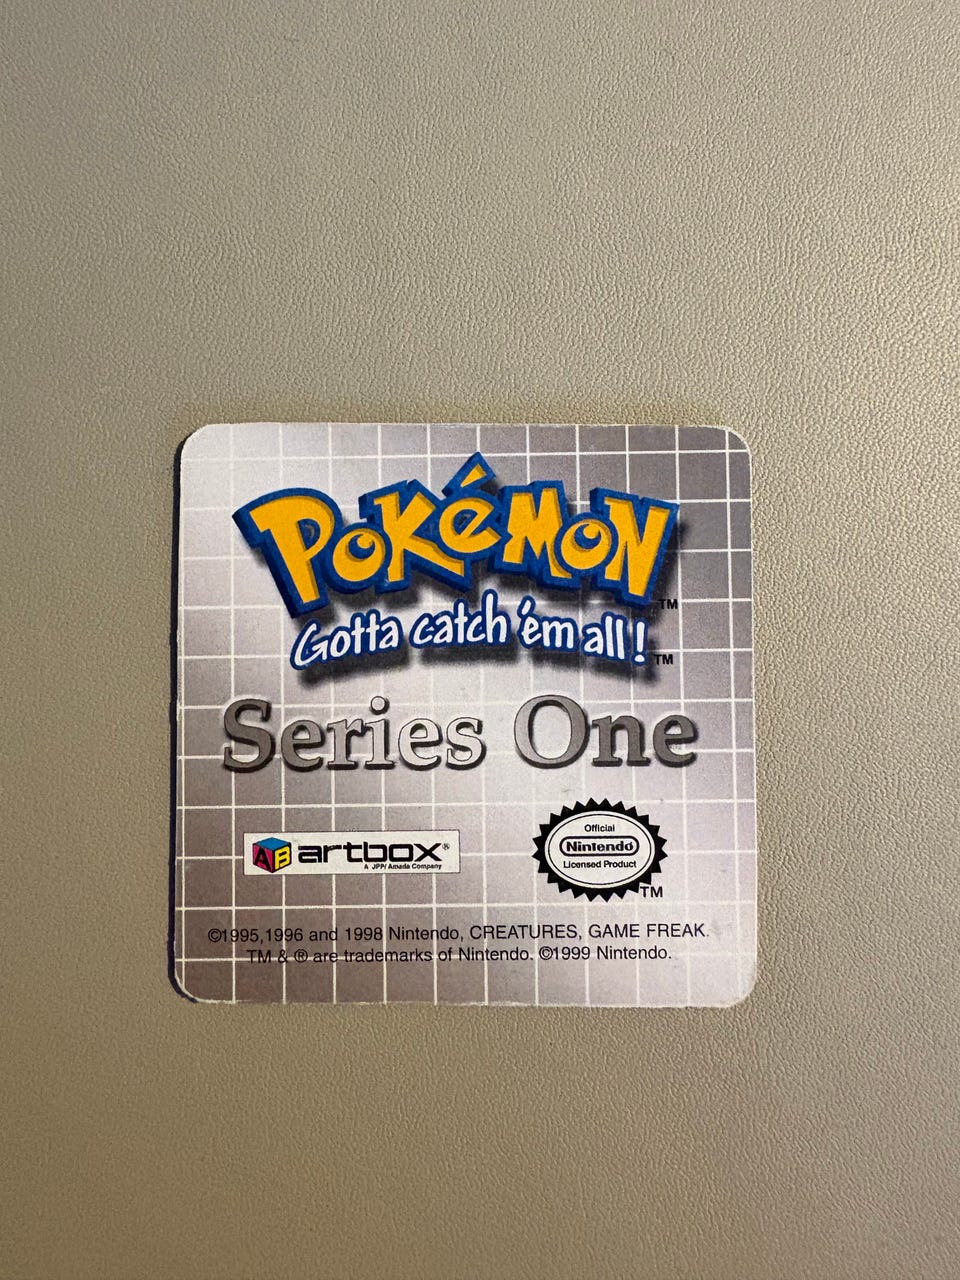 POKéMON
TM
Gotta catch 'em all!
TM
Series One
AB artbox®
A JPP/Amada Company
Official
Nintendo
Licensed Product
TM
©1995,1996 and 1998 Nintendo, CREATURES, GAME FREAK.
TM & ® are trademarks of Nintendo. ©1999 Nintendo.